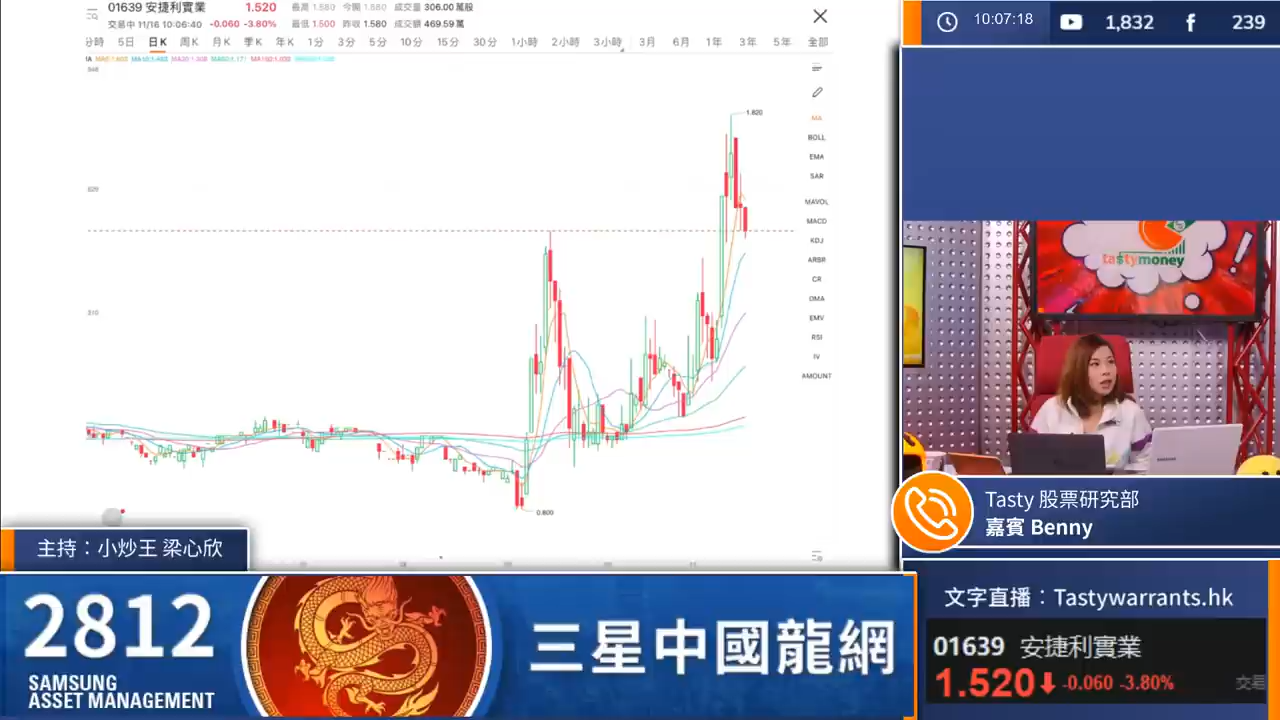 01639 安捷利實業 1.520 最高 1.580 今開 1.580 成交量 306.00 萬股
交易中 11/16 10:06:40 -0.060 -3.80% 最低 1.500 昨收 1.580 成交額 469.59 萬
分時 5日 日K 周K 月K 季K 年K 1分 3分 5分 10分 15分 30分 1小時 2小時 3小時 3月 6月 1年 3年 5年 全部
1.820
MA
BOLL
EMA
SAR
MAVOL
MACD
KDJ
ARBR
CR
DMA
EMV
RSI
IV
AMOUNT
0.800
10:07:18 1,832 239
tastymoney
Tasty 股票研究部
嘉賓 Benny
主持：小炒王 梁心欣
2812
SAMSUNG
ASSET MANAGEMENT
三星中國龍網
文字直播：Tastywarrants.hk
01639 安捷利實業
1.520 -0.060 -3.80%